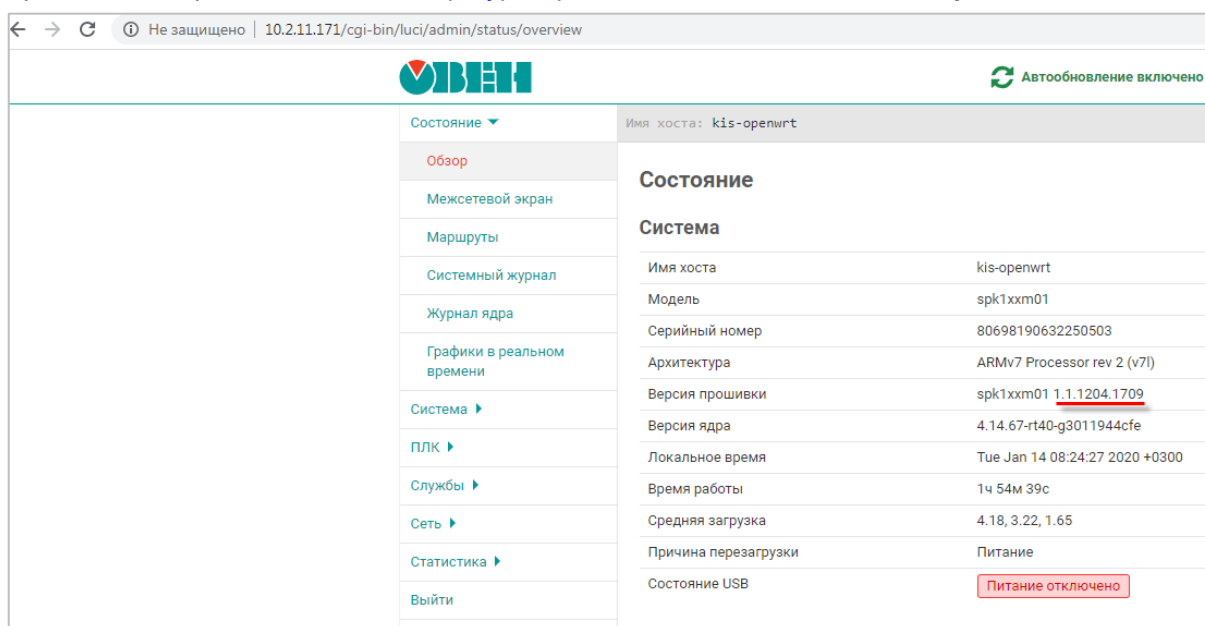 Не защищено | 10.2.11.171/cgi-bin/luci/admin/status/overview
ОВЕН
Автообновление включено
Состояние
Имя хоста: kis-openwrt
Обзор
Межсетевой экран
Маршруты
Системный журнал
Журнал ядра
Графики в реальном
времени
Система
ПЛК
Службы
Сеть
Статистика
Выйти
Состояние
Система
Имя хоста kis-openwrt
Модель spk1xxm01
Серийный номер 80698190632250503
Архитектура ARMv7 Processor rev 2 (v7l)
Версия прошивки spk1xxm01 1.1.1204.1709
Версия ядра 4.14.67-rt40-g3011944cfe
Локальное время Tue Jan 14 08:24:27 2020 +0300
Время работы 1ч 54м 39с
Средняя загрузка 4.18, 3.22, 1.65
Причина перезагрузки Питание
Состояние USB Питание отключено